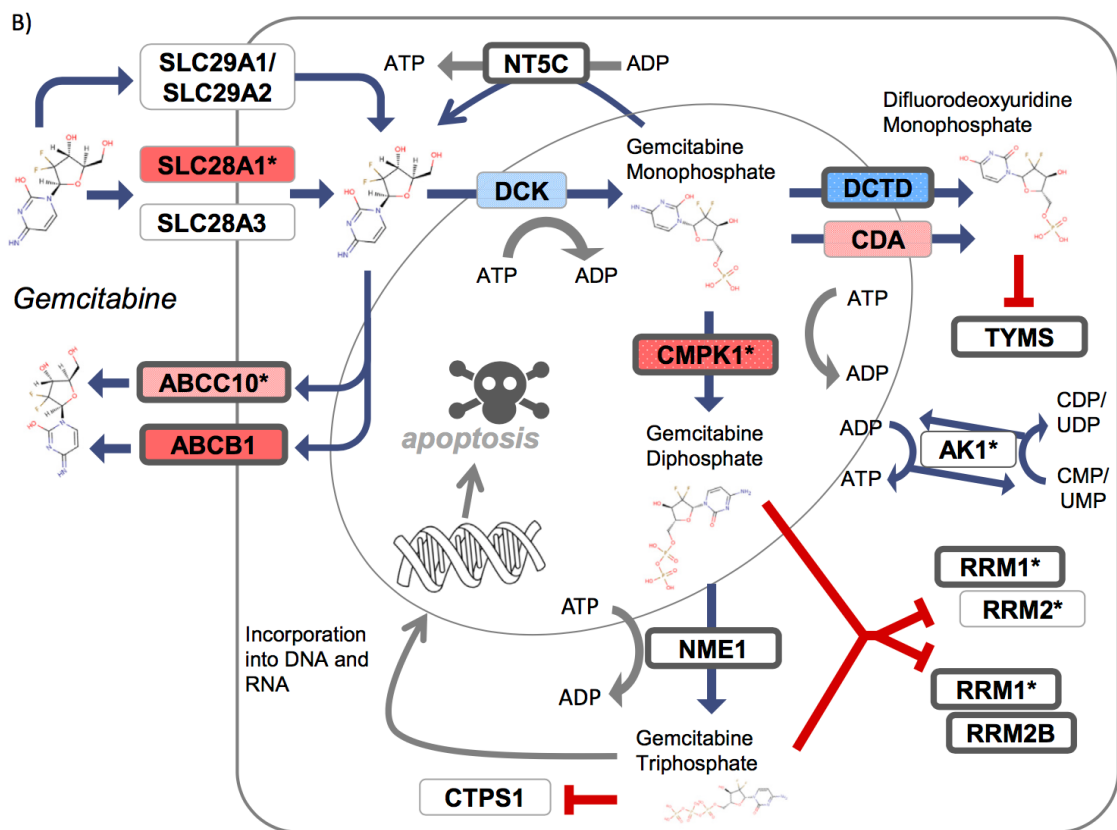 B)
SLC29A1/
SLC29A2
ATP
NT5C
ADP
SLC28A1*
SLC28A3
DCK
ATP
ADP
Gemcitabine
Monophosphate
Difluorodeoxyuridine
Monophosphate
DCTD
CDA
TYMS
Gemcitabine
ABCC10*
ABCB1
CMPK1*
ATP
ADP
apoptosis
Gemcitabine
Diphosphate
ADP
ATP
AK1*
CDP/
UDP
CMP/
UMP
RRM1*
RRM2*
RRM1*
RRM2B
Incorporation
into DNA and
RNA
ATP
ADP
NME1
Gemcitabine
Triphosphate
CTPS1